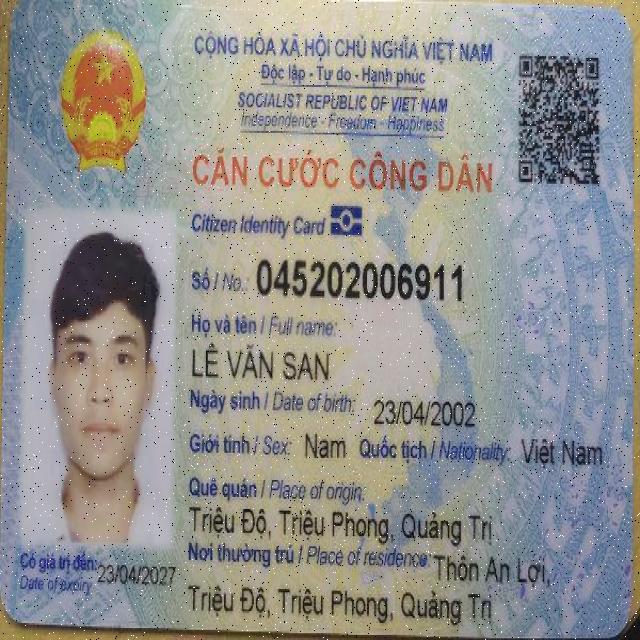 CỘNG HÒA XÃ HỘI CHỦ NGHĨA VIỆT NAM
Độc lập - Tự do - Hạnh phúc
SOCIALIST REPUBLIC OF VIET NAM
Independence - Freedom - Happiness
CĂN CƯỚC CÔNG DÂN
Citizen Identity Card
Số / No.: 045202006911
Họ và tên / Full name:
LÊ VĂN SAN
Ngày sinh / Date of birth: 23/04/2002
Giới tính / Sex: Nam Quốc tịch / Nationality: Việt Nam
Quê quán / Place of origin:
Triệu Độ, Triệu Phong, Quảng Trị
Nơi thường trú / Place of residence: Thôn An Lợi,
Triệu Độ, Triệu Phong, Quảng Trị
Có giá trị đến: 23/04/2027
Date of expiry